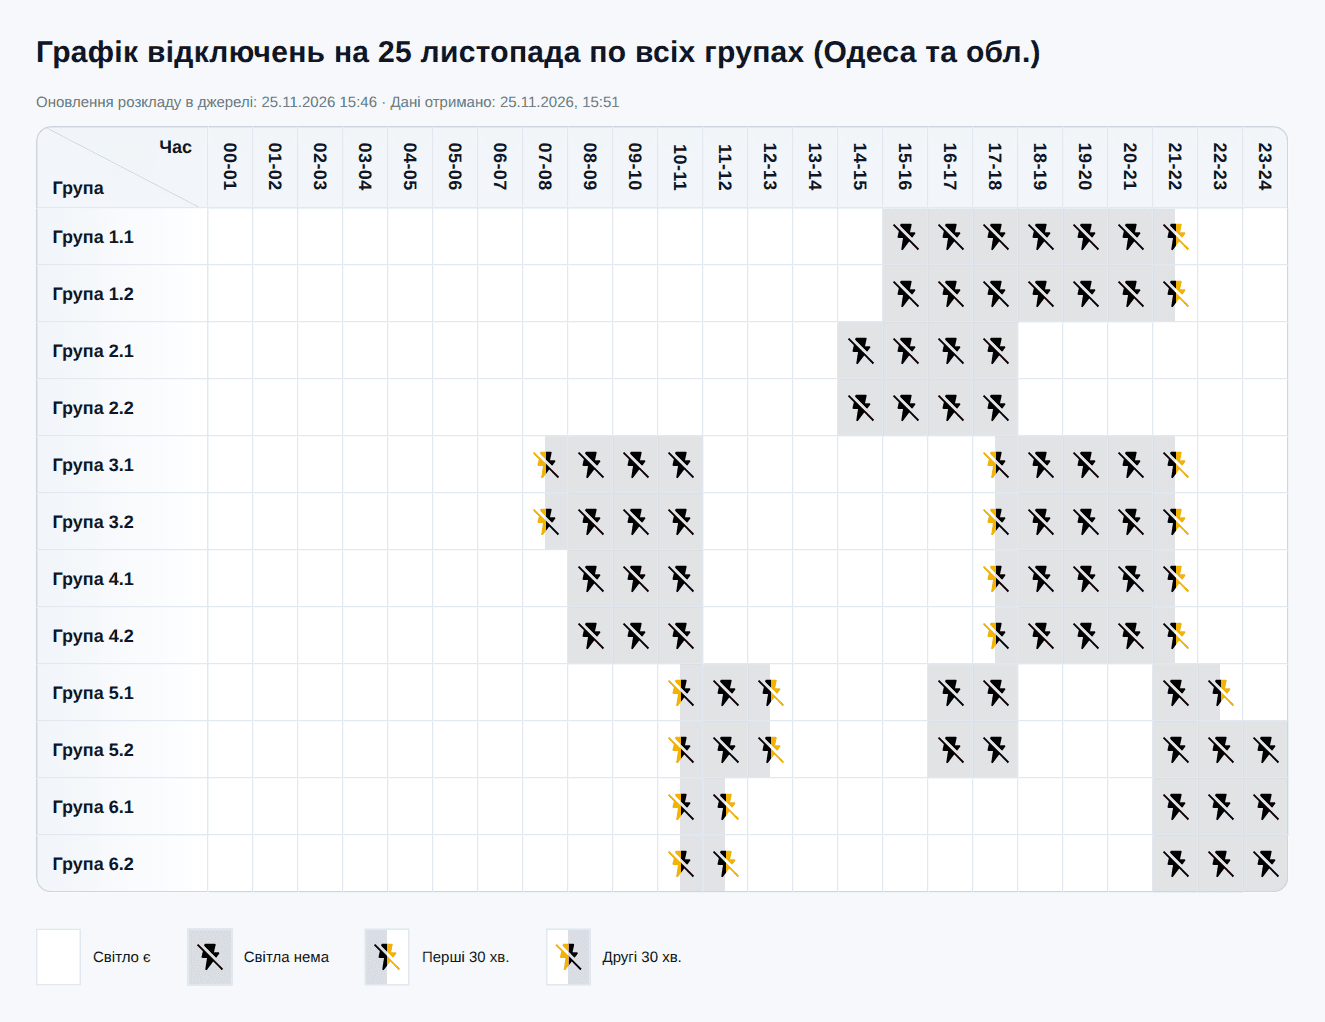 Графік відключень на 25 листопада по всіх групах (Одеса та обл.)
Оновлення розкладу в джерелі: 25.11.2026 15:46 · Дані отримано: 25.11.2026, 15:51
Час
Група
00-01 01-02 02-03 03-04 04-05 05-06 06-07 07-08 08-09 09-10 10-11 11-12 12-13 13-14 14-15 15-16 16-17 17-18 18-19 19-20 20-21 21-22 22-23 23-24
Група 1.1
Група 1.2
Група 2.1
Група 2.2
Група 3.1
Група 3.2
Група 4.1
Група 4.2
Група 5.1
Група 5.2
Група 6.1
Група 6.2
Світло є Світла нема Перші 30 хв. Другі 30 хв.